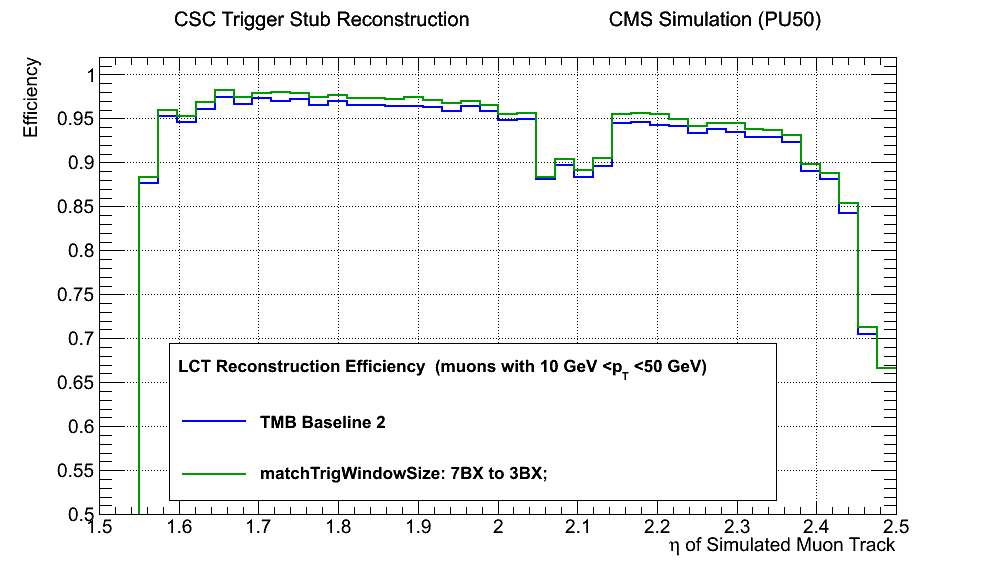 CSC Trigger Stub Reconstruction CMS Simulation (PU50)
Efficiency
1
0.95
0.9
0.85
0.8
0.75
0.7
0.65
0.6
0.55
0.5
LCT Reconstruction Efficiency (muons with 10 GeV <pT <50 GeV)
TMB Baseline 2
matchTrigWindowSize: 7BX to 3BX;
1.5 1.6 1.7 1.8 1.9 2 2.1 2.2 2.3 2.4 2.5
η of Simulated Muon Track